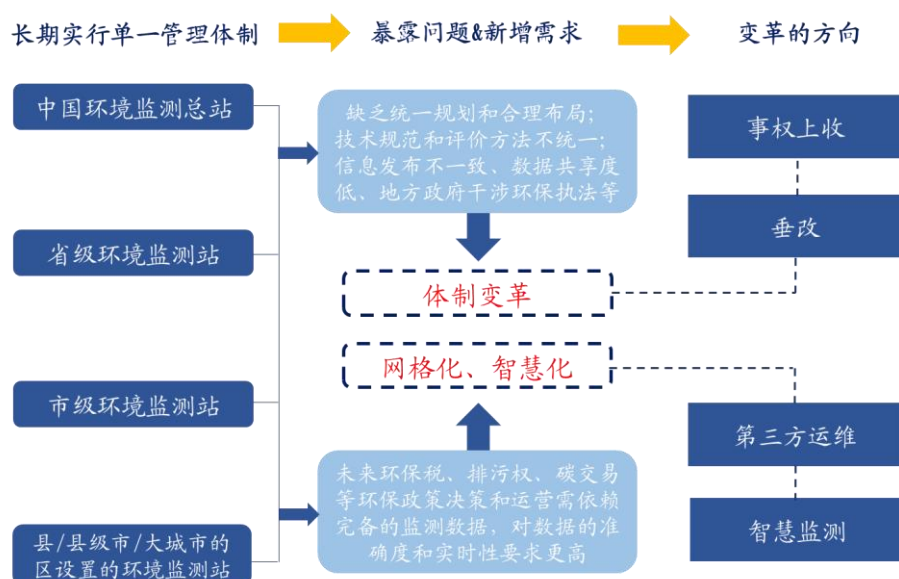 长期实行单一管理体制
暴露问题&新增需求
变革的方向
中国环境监测总站
省级环境监测站
市级环境监测站
县/县级市/大城市的
区设置的环境监测站
缺乏统一规划和合理布局;
技术规范和评价方法不统一;
信息发布不一致、数据共享度
低、地方政府干涉环保执法等
体制变革
网格化、智慧化
未来环保税、排污权、碳交易
等环保政策决策和运营需依赖
完备的监测数据，对数据的准
确度和实时性要求更高
事权上收
垂改
第三方运维
智慧监测